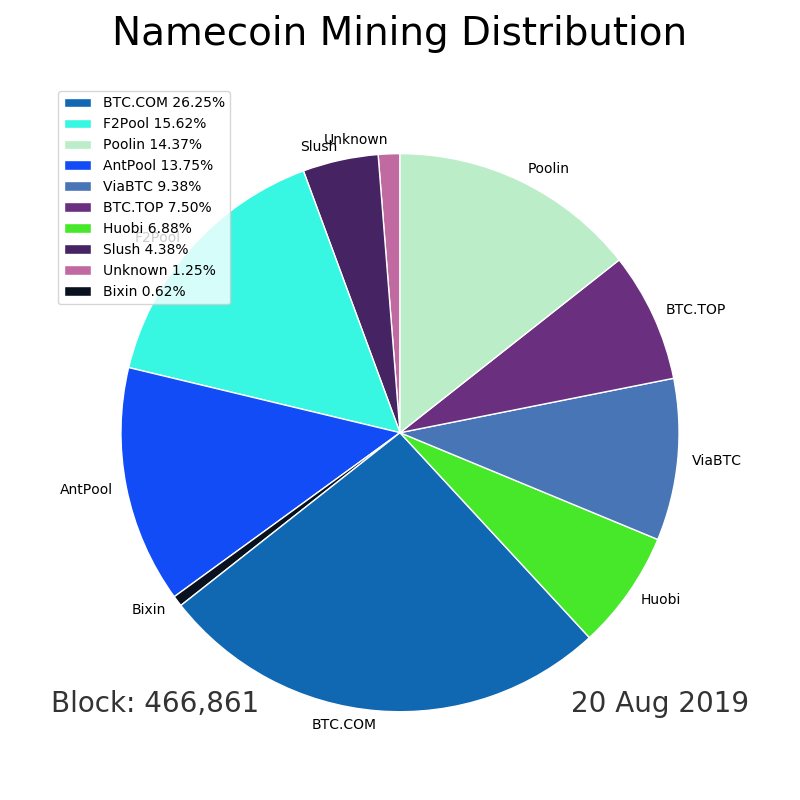 Namecoin Mining Distribution
BTC.COM 26.25%
F2Pool 15.62%
Poolin 14.37%
AntPool 13.75%
ViaBTC 9.38%
BTC.TOP 7.50%
Huobi 6.88%
Slush 4.38%
Unknown 1.25%
Bixin 0.62%
Unknown
Slush
Poolin
F2Pool
BTC.TOP
ViaBTC
AntPool
Huobi
Bixin
Block: 466,861
20 Aug 2019
BTC.COM